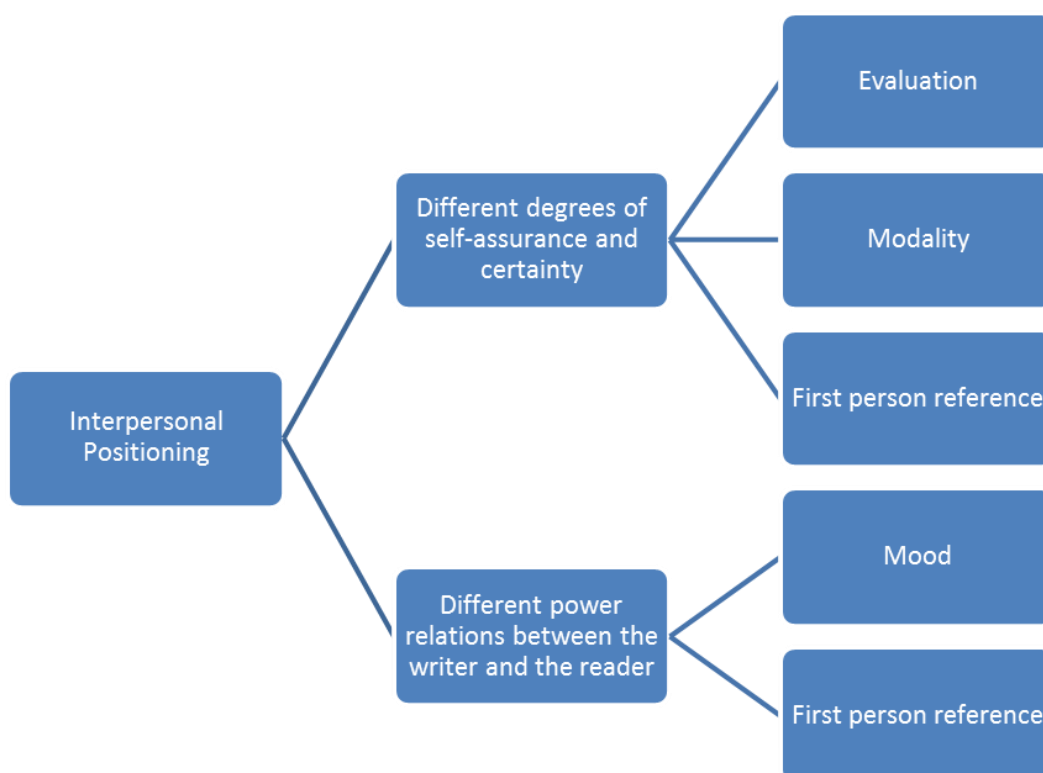 Interpersonal
Positioning
Different degrees of
self-assurance and
certainty
Evaluation
Modality
First person reference
Different power
relations between the
writer and the reader
Mood
First person reference